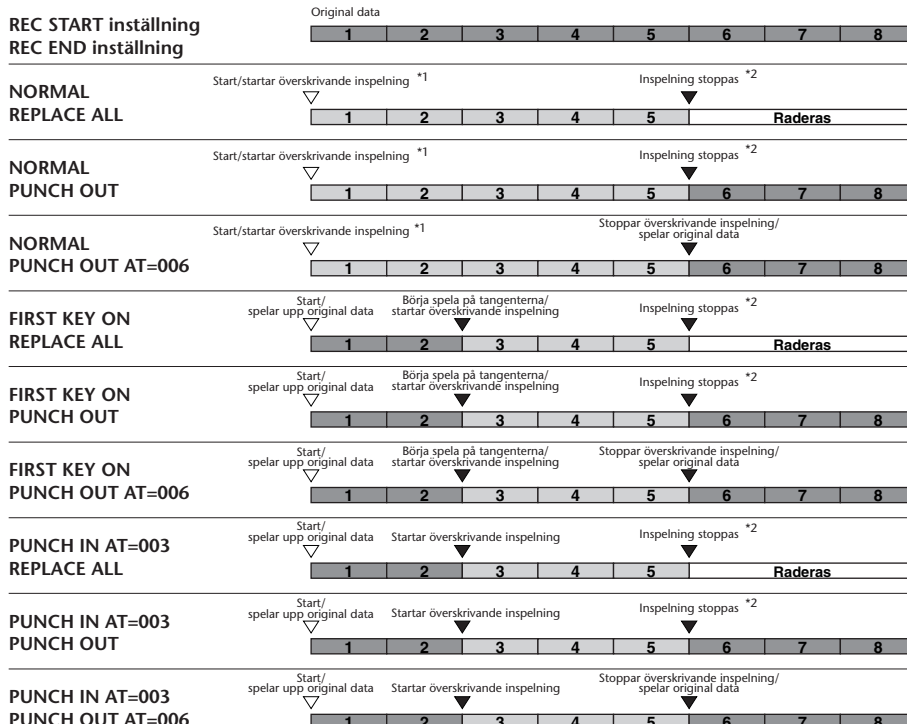 Original data
REC START inställning
REC END inställning
1 2 3 4 5 6 7 8
NORMAL
REPLACE ALL
Start/startar överskrivande inspelning *1
Inspelning stoppas *2
1 2 3 4 5 Raderas
NORMAL
PUNCH OUT
Start/startar överskrivande inspelning *1
Inspelning stoppas *2
1 2 3 4 5 6 7 8
NORMAL
PUNCH OUT AT=006
Start/startar överskrivande inspelning *1
Stoppar överskrivande inspelning/
spelar original data
1 2 3 4 5 6 7 8
FIRST KEY ON
REPLACE ALL
Start/
spelar upp original data
Börja spela på tangenterna/
startar överskrivande inspelning
Inspelning stoppas *2
1 2 3 4 5 Raderas
FIRST KEY ON
PUNCH OUT
Start/
spelar upp original data
Börja spela på tangenterna/
startar överskrivande inspelning
Inspelning stoppas *2
1 2 3 4 5 6 7 8
FIRST KEY ON
PUNCH OUT AT=006
Start/
spelar upp original data
Börja spela på tangenterna/
startar överskrivande inspelning
Stoppar överskrivande inspelning/
spelar original data
1 2 3 4 5 6 7 8
PUNCH IN AT=003
REPLACE ALL
Start/
spelar upp original data
Startar överskrivande inspelning
Inspelning stoppas *2
1 2 3 4 5 Raderas
PUNCH IN AT=003
PUNCH OUT
Start/
spelar upp original data
Startar överskrivande inspelning
Inspelning stoppas *2
1 2 3 4 5 6 7 8
PUNCH IN AT=003
PUNCH OUT AT=006
Start/
spelar upp original data
Startar överskrivande inspelning
Stoppar överskrivande inspelning/
spelar original data
1 2 3 4 5 6 7 8